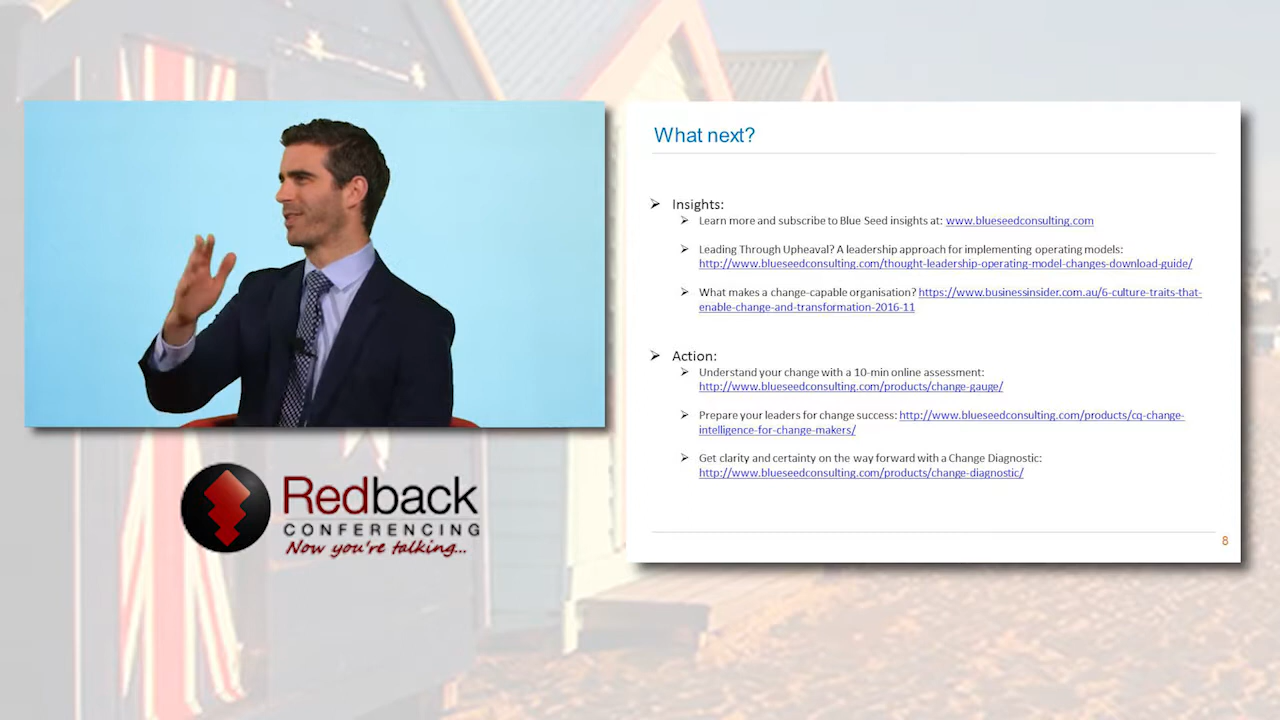 What next?
Insights:
Learn more and subscribe to Blue Seed insights at: www.blueseedconsulting.com
Leading Through Upheaval? A leadership approach for implementing operating models:
http://www.blueseedconsulting.com/thought-leadership-operating-model-changes-download-guide/
What makes a change-capable organisation? https://www.businessinsider.com.au/6-culture-traits-that-
enable-change-and-transformation-2016-11
Action:
Understand your change with a 10-min online assessment:
http://www.blueseedconsulting.com/products/change-gauge/
Prepare your leaders for change success: http://www.blueseedconsulting.com/products/cq-change-
intelligence-for-change-makers/
Get clarity and certainty on the way forward with a Change Diagnostic:
http://www.blueseedconsulting.com/products/change-diagnostic/
8
Redback
CONFERENCING
Now you're talking...